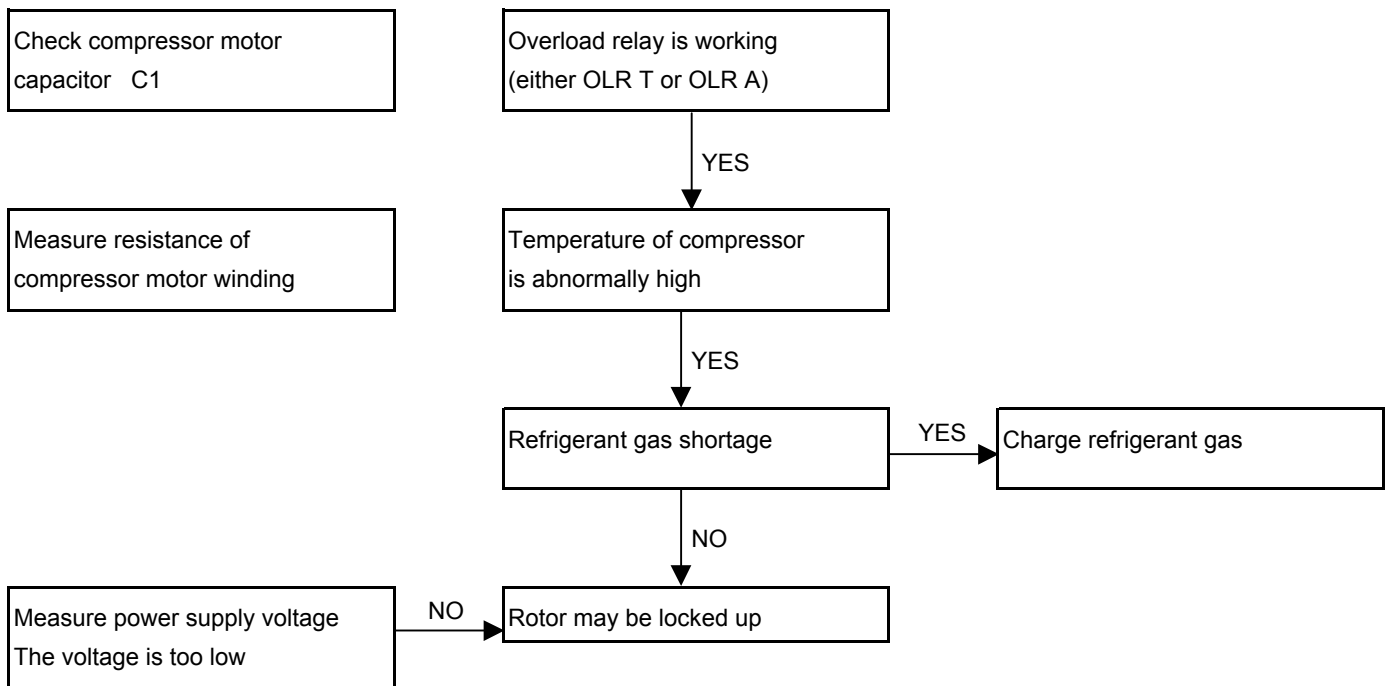 Check compressor motor
capacitor C1
Overload relay is working
(either OLR T or OLR A)
YES
Measure resistance of
compressor motor winding
Temperature of compressor
is abnormally high
YES
Refrigerant gas shortage
YES
Charge refrigerant gas
NO
Measure power supply voltage
The voltage is too low
NO
Rotor may be locked up